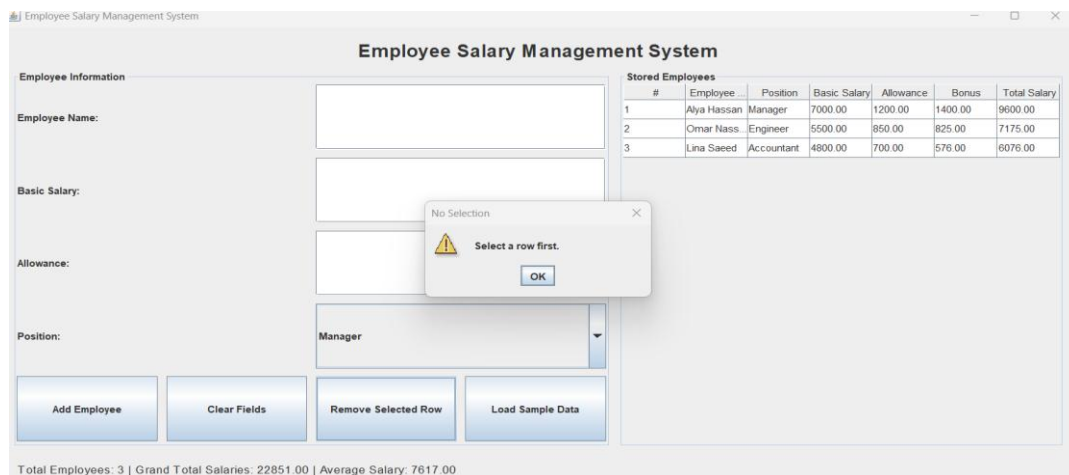 Employee Salary Management System
Employee Salary Management System
Employee Information
Employee Name:
Basic Salary:
Allowance:
Position:
Manager
Add Employee
Clear Fields
Remove Selected Row
Load Sample Data
Stored Employees
# Employee ... Position Basic Salary Allowance Bonus Total Salary
1 Alya Hassan Manager 7000.00 1200.00 1400.00 9600.00
2 Omar Nass... Engineer 5500.00 850.00 825.00 7175.00
3 Lina Saeed Accountant 4800.00 700.00 576.00 6076.00
No Selection
Select a row first.
OK
Total Employees: 3 | Grand Total Salaries: 22851.00 | Average Salary: 7617.00